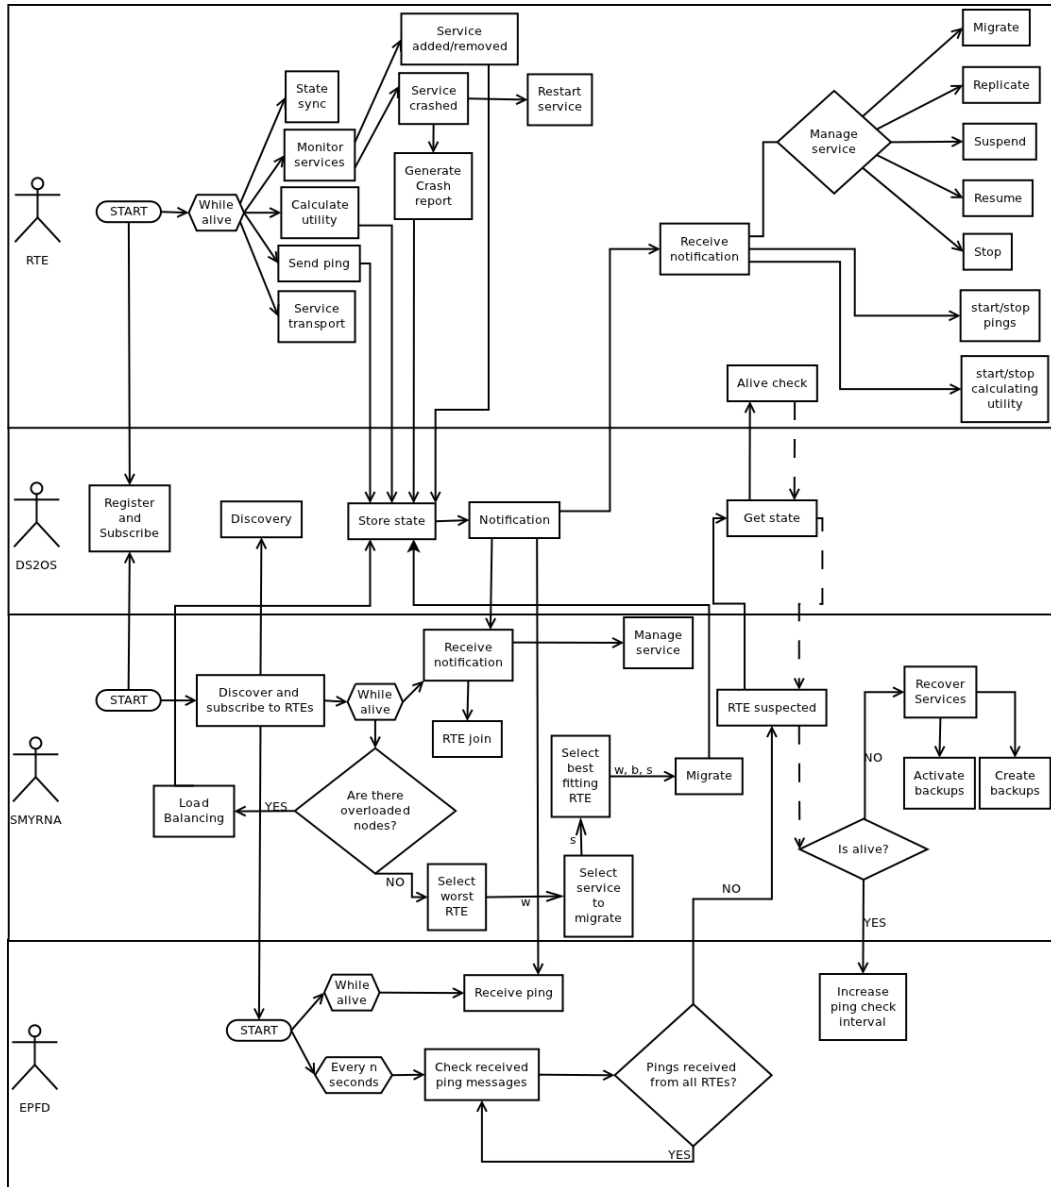 Service
added/removed
Migrate
State
sync
Service
crashed
Restart
service
Replicate
Monitor
services
Manage
service
Suspend
Generate
Crash
report
RTE
START
While
alive
Calculate
utility
Resume
Receive
notification
Stop
Send ping
Service
transport
start/stop
pings
Alive check
start/stop
calculating
utility
DS2OS
Register
and
Subscribe
Discovery
Store state
Notification
Get state
SMYRNA
START
Discover and
subscribe to RTEs
While
alive
Receive
notification
Manage
service
RTE join
RTE suspected
Recover
Services
NO
Activate
backups
Create
backups
Load
Balancing
YES
Are there
overloaded
nodes?
Select
best
fitting
RTE
w, b, s
Migrate
s
NO
Select
worst
RTE
w
Select
service
to
migrate
NO
Is alive?
YES
EPFD
START
While
alive
Receive ping
Increase
ping check
interval
Every n
seconds
Check received
ping messages
Pings received
from all RTEs?
YES